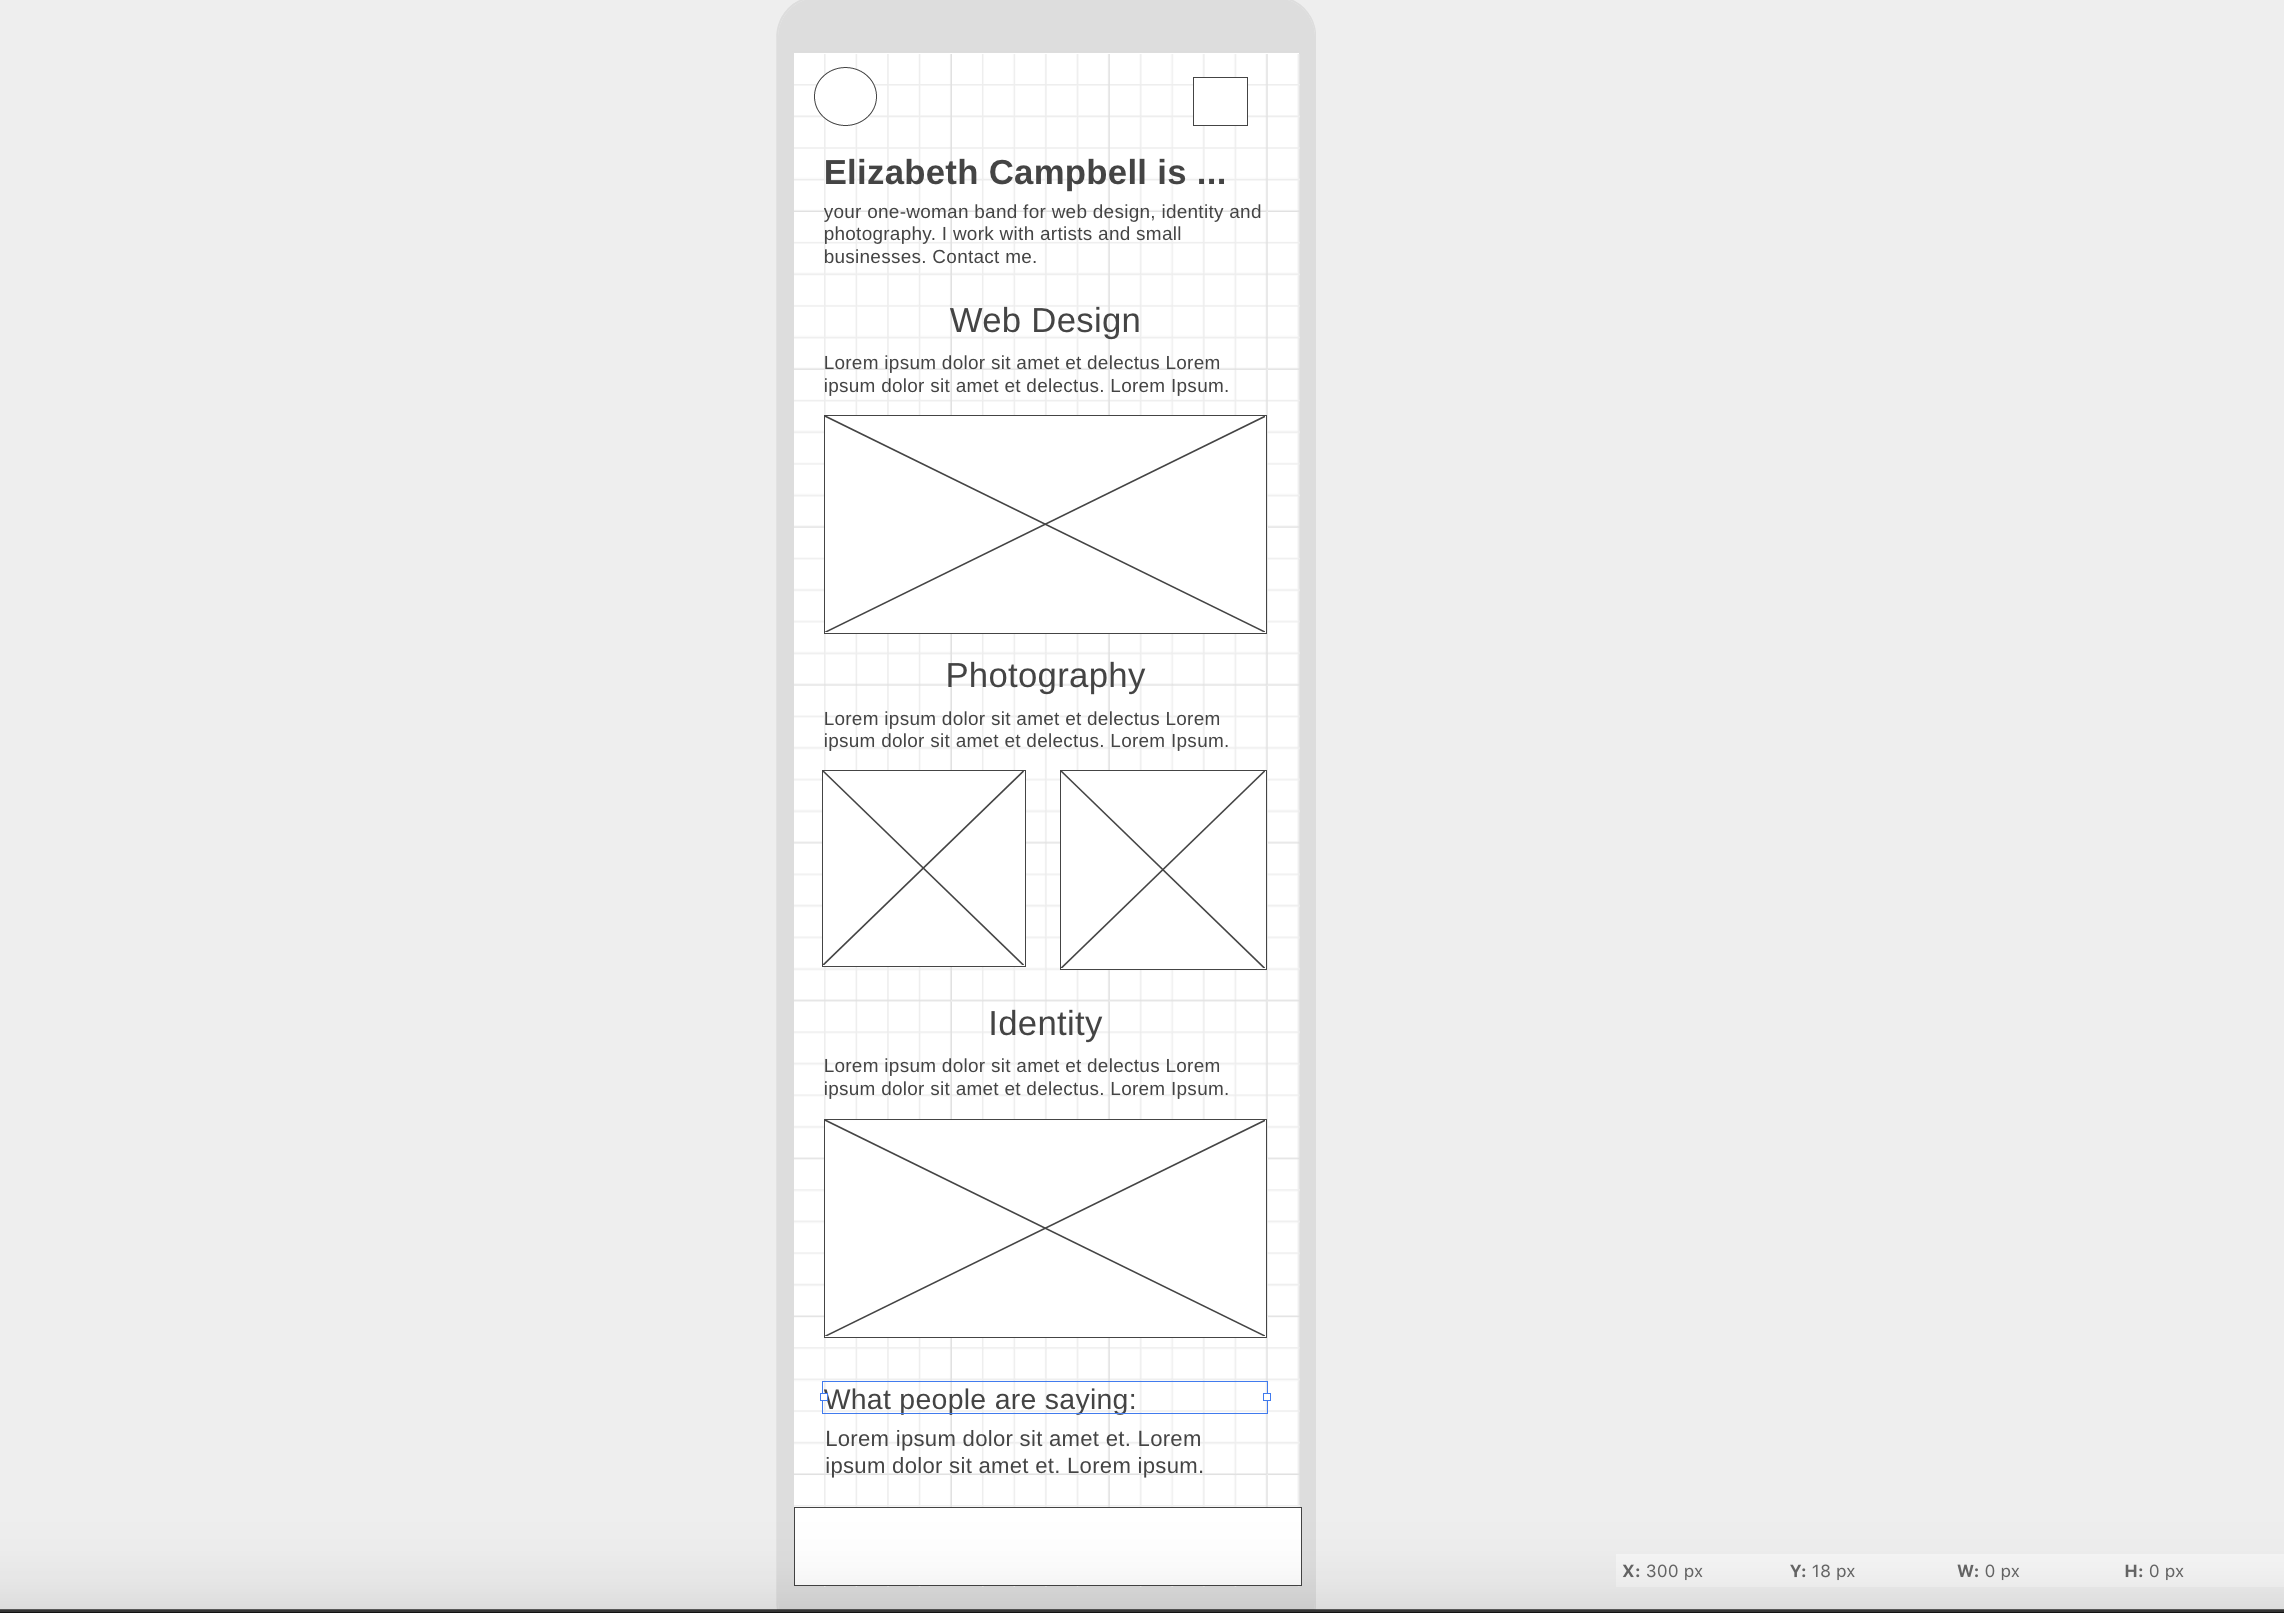 Elizabeth Campbell is ...
your one-woman band for web design, identity and
photography. I work with artists and small
businesses. Contact me.
Web Design
Lorem ipsum dolor sit amet et delectus Lorem
ipsum dolor sit amet et delectus. Lorem Ipsum.
Photography
Lorem ipsum dolor sit amet et delectus Lorem
ipsum dolor sit amet et delectus. Lorem Ipsum.
Identity
Lorem ipsum dolor sit amet et delectus Lorem
ipsum dolor sit amet et delectus. Lorem Ipsum.
What people are saying:
Lorem ipsum dolor sit amet et. Lorem
ipsum dolor sit amet et. Lorem ipsum.
X: 300 px Y: 18 px W: 0 px H: 0 px